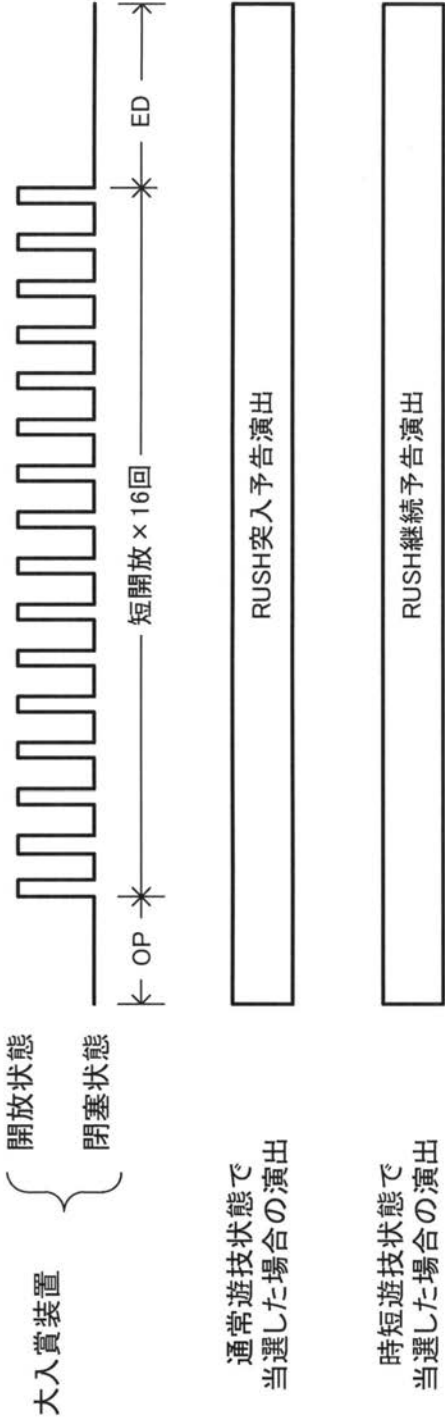 大入賞装置
開放状態
閉塞状態
OP
短開放×16回
ED
通常遊技状態で
当選した場合の演出
RUSH突入予告演出
時短遊技状態で
当選した場合の演出
RUSH継続予告演出